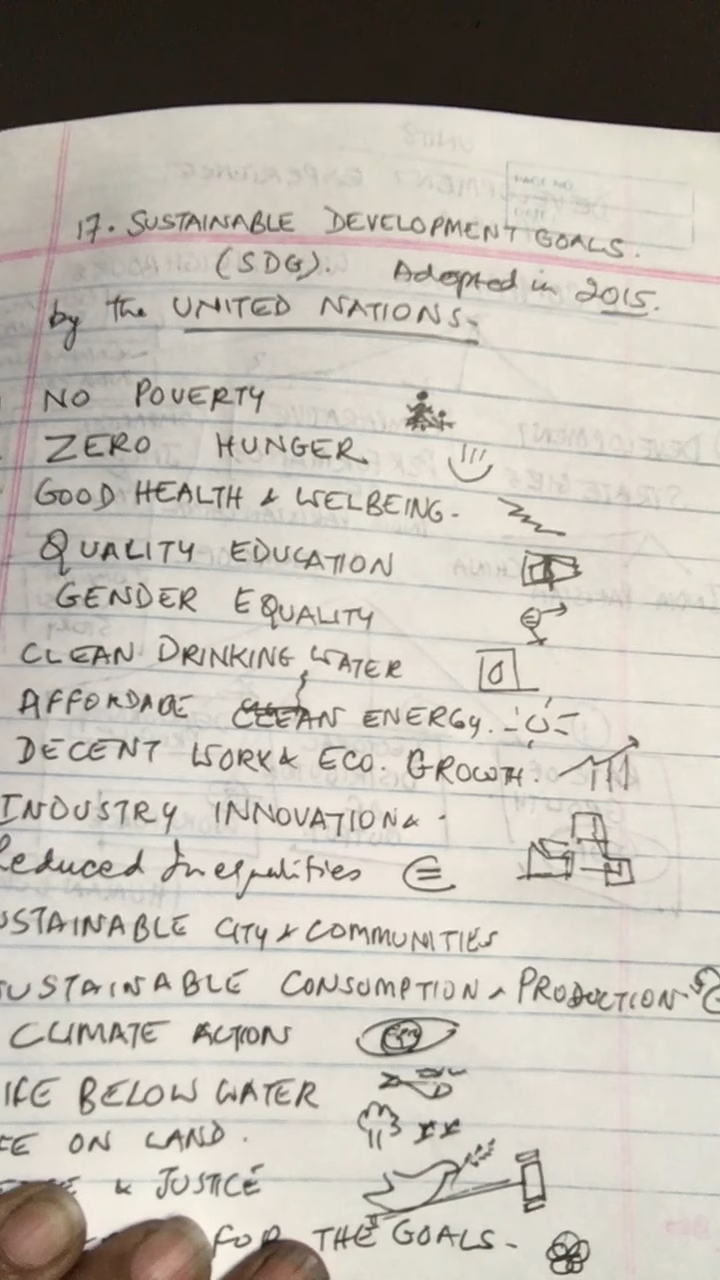 17. SUSTAINABLE DEVELOPMENT GOALS.
(SDG). Adopted in 2015.
by the UNITED NATIONS.
NO POVERTY
ZERO HUNGER
GOOD HEALTH & WELBEING.
QUALITY EDUCATION
GENDER EQUALITY
CLEAN DRINKING WATER
AFFORDABE CLEAN ENERGY.
DECENT WORK & ECO. GROWTH.
INDUSTRY INNOVATION &.
Reduced Inequalities
USTAINABLE CITY & COMMUNITIES
SUSTAINABLE CONSUMPTION & PRODUCTION
CLIMATE ACTION
IFE BELOW WATER
FE ON LAND.
& JUSTICE
FOR THE GOALS-